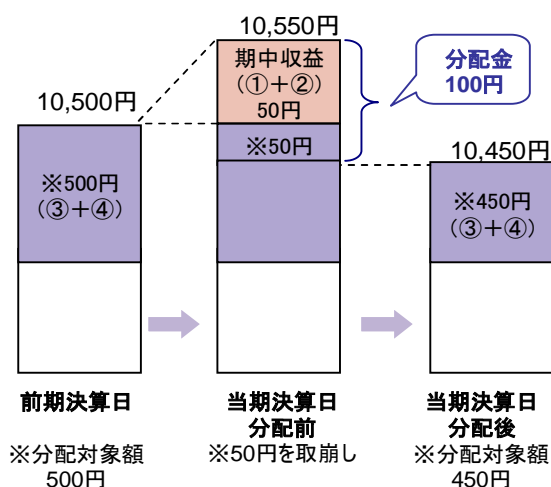 10,550円
期中収益
(①+②)
50円
※50円
分配金
100円
10,500円
※500円
(③+④)
10,450円
※450円
(③+④)
前期決算日
※分配対象額
500円
当期決算日
分配前
※50円を取崩し
当期決算日
分配後
※分配対象額
450円